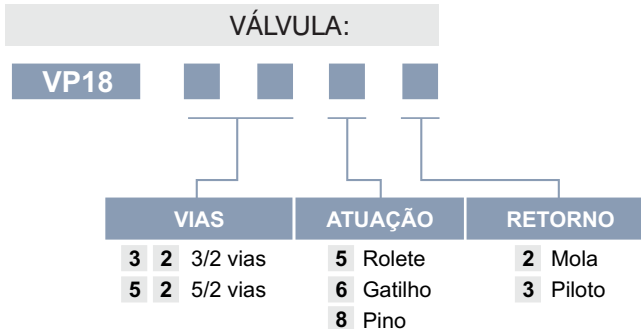 VÁLVULA:
VP18
VIAS ATUAÇÃO RETORNO
3 2 3/2 vias 5 Rolete 2 Mola
5 2 5/2 vias 6 Gatilho 3 Piloto
8 Pino